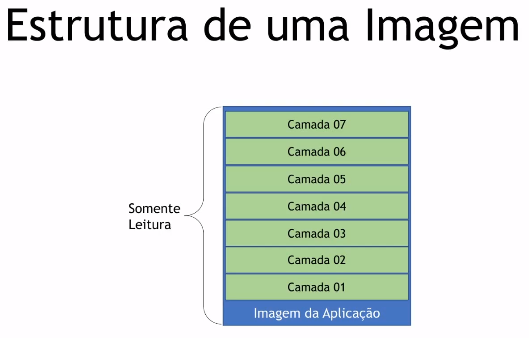 Estrutura de uma Imagem
Camada 07
Camada 06
Camada 05
Camada 04
Camada 03
Camada 02
Camada 01
Somente
Leitura
Imagem da Aplicação